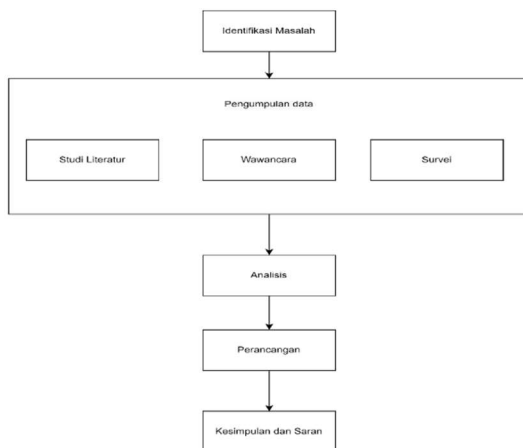 Identifikasi Masalah
Pengumpulan data
Studi Literatur
Wawancara
Survei
Analisis
Perancangan
Kesimpulan dan Saran